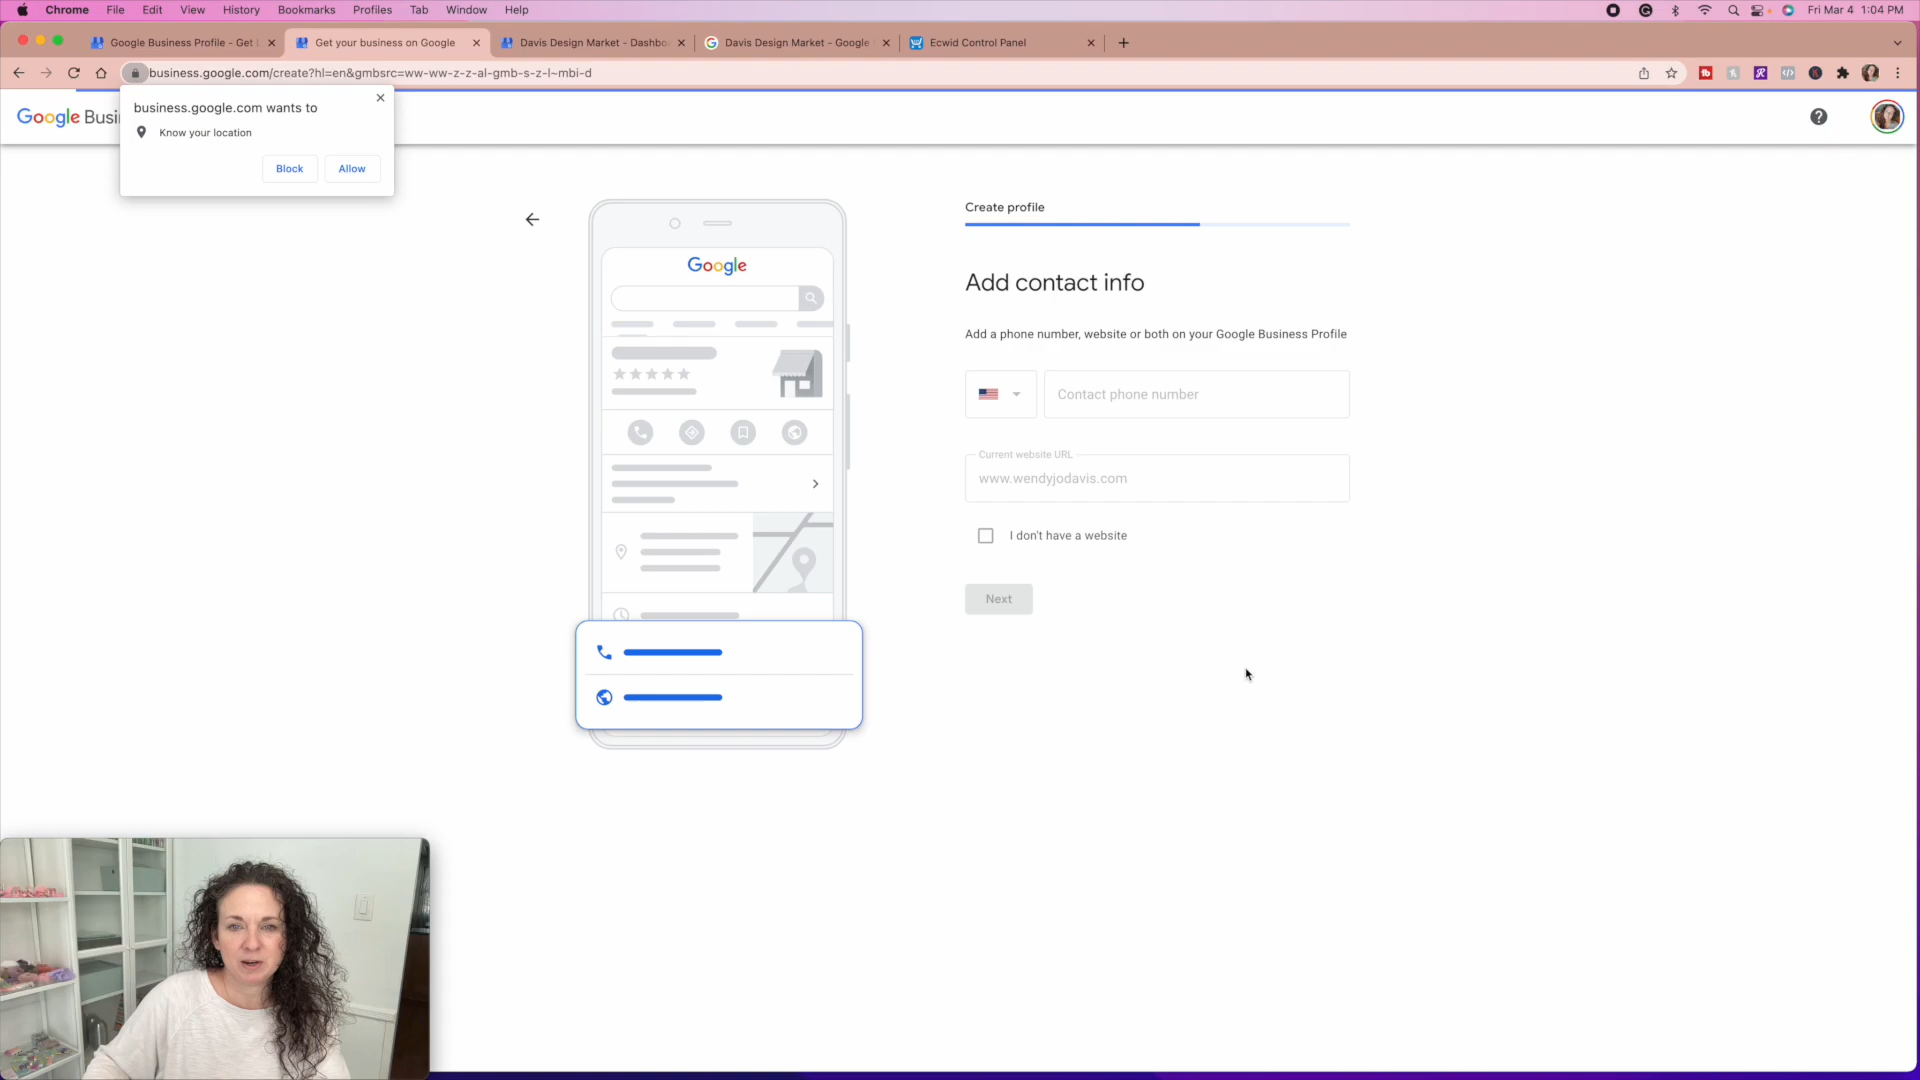 Chrome File Edit View History Bookmarks Profiles Tab Window Help Fri Mar 4 1:04 PM
Google Business Profile - Get Get your business on Google Davis Design Market - Dashbo Davis Design Market - Google Ecwid Control Panel
business.google.com/create?hl=en&gmbsrc=ww-ww-z-z-al-gmb-s-z-l~mbi-d
Google Busi
business.google.com wants to
Know your location
Block Allow
Create profile
Add contact info
Add a phone number, website or both on your Google Business Profile
Contact phone number
Current website URL
www.wendyjodavis.com
I don't have a website
Next
Google